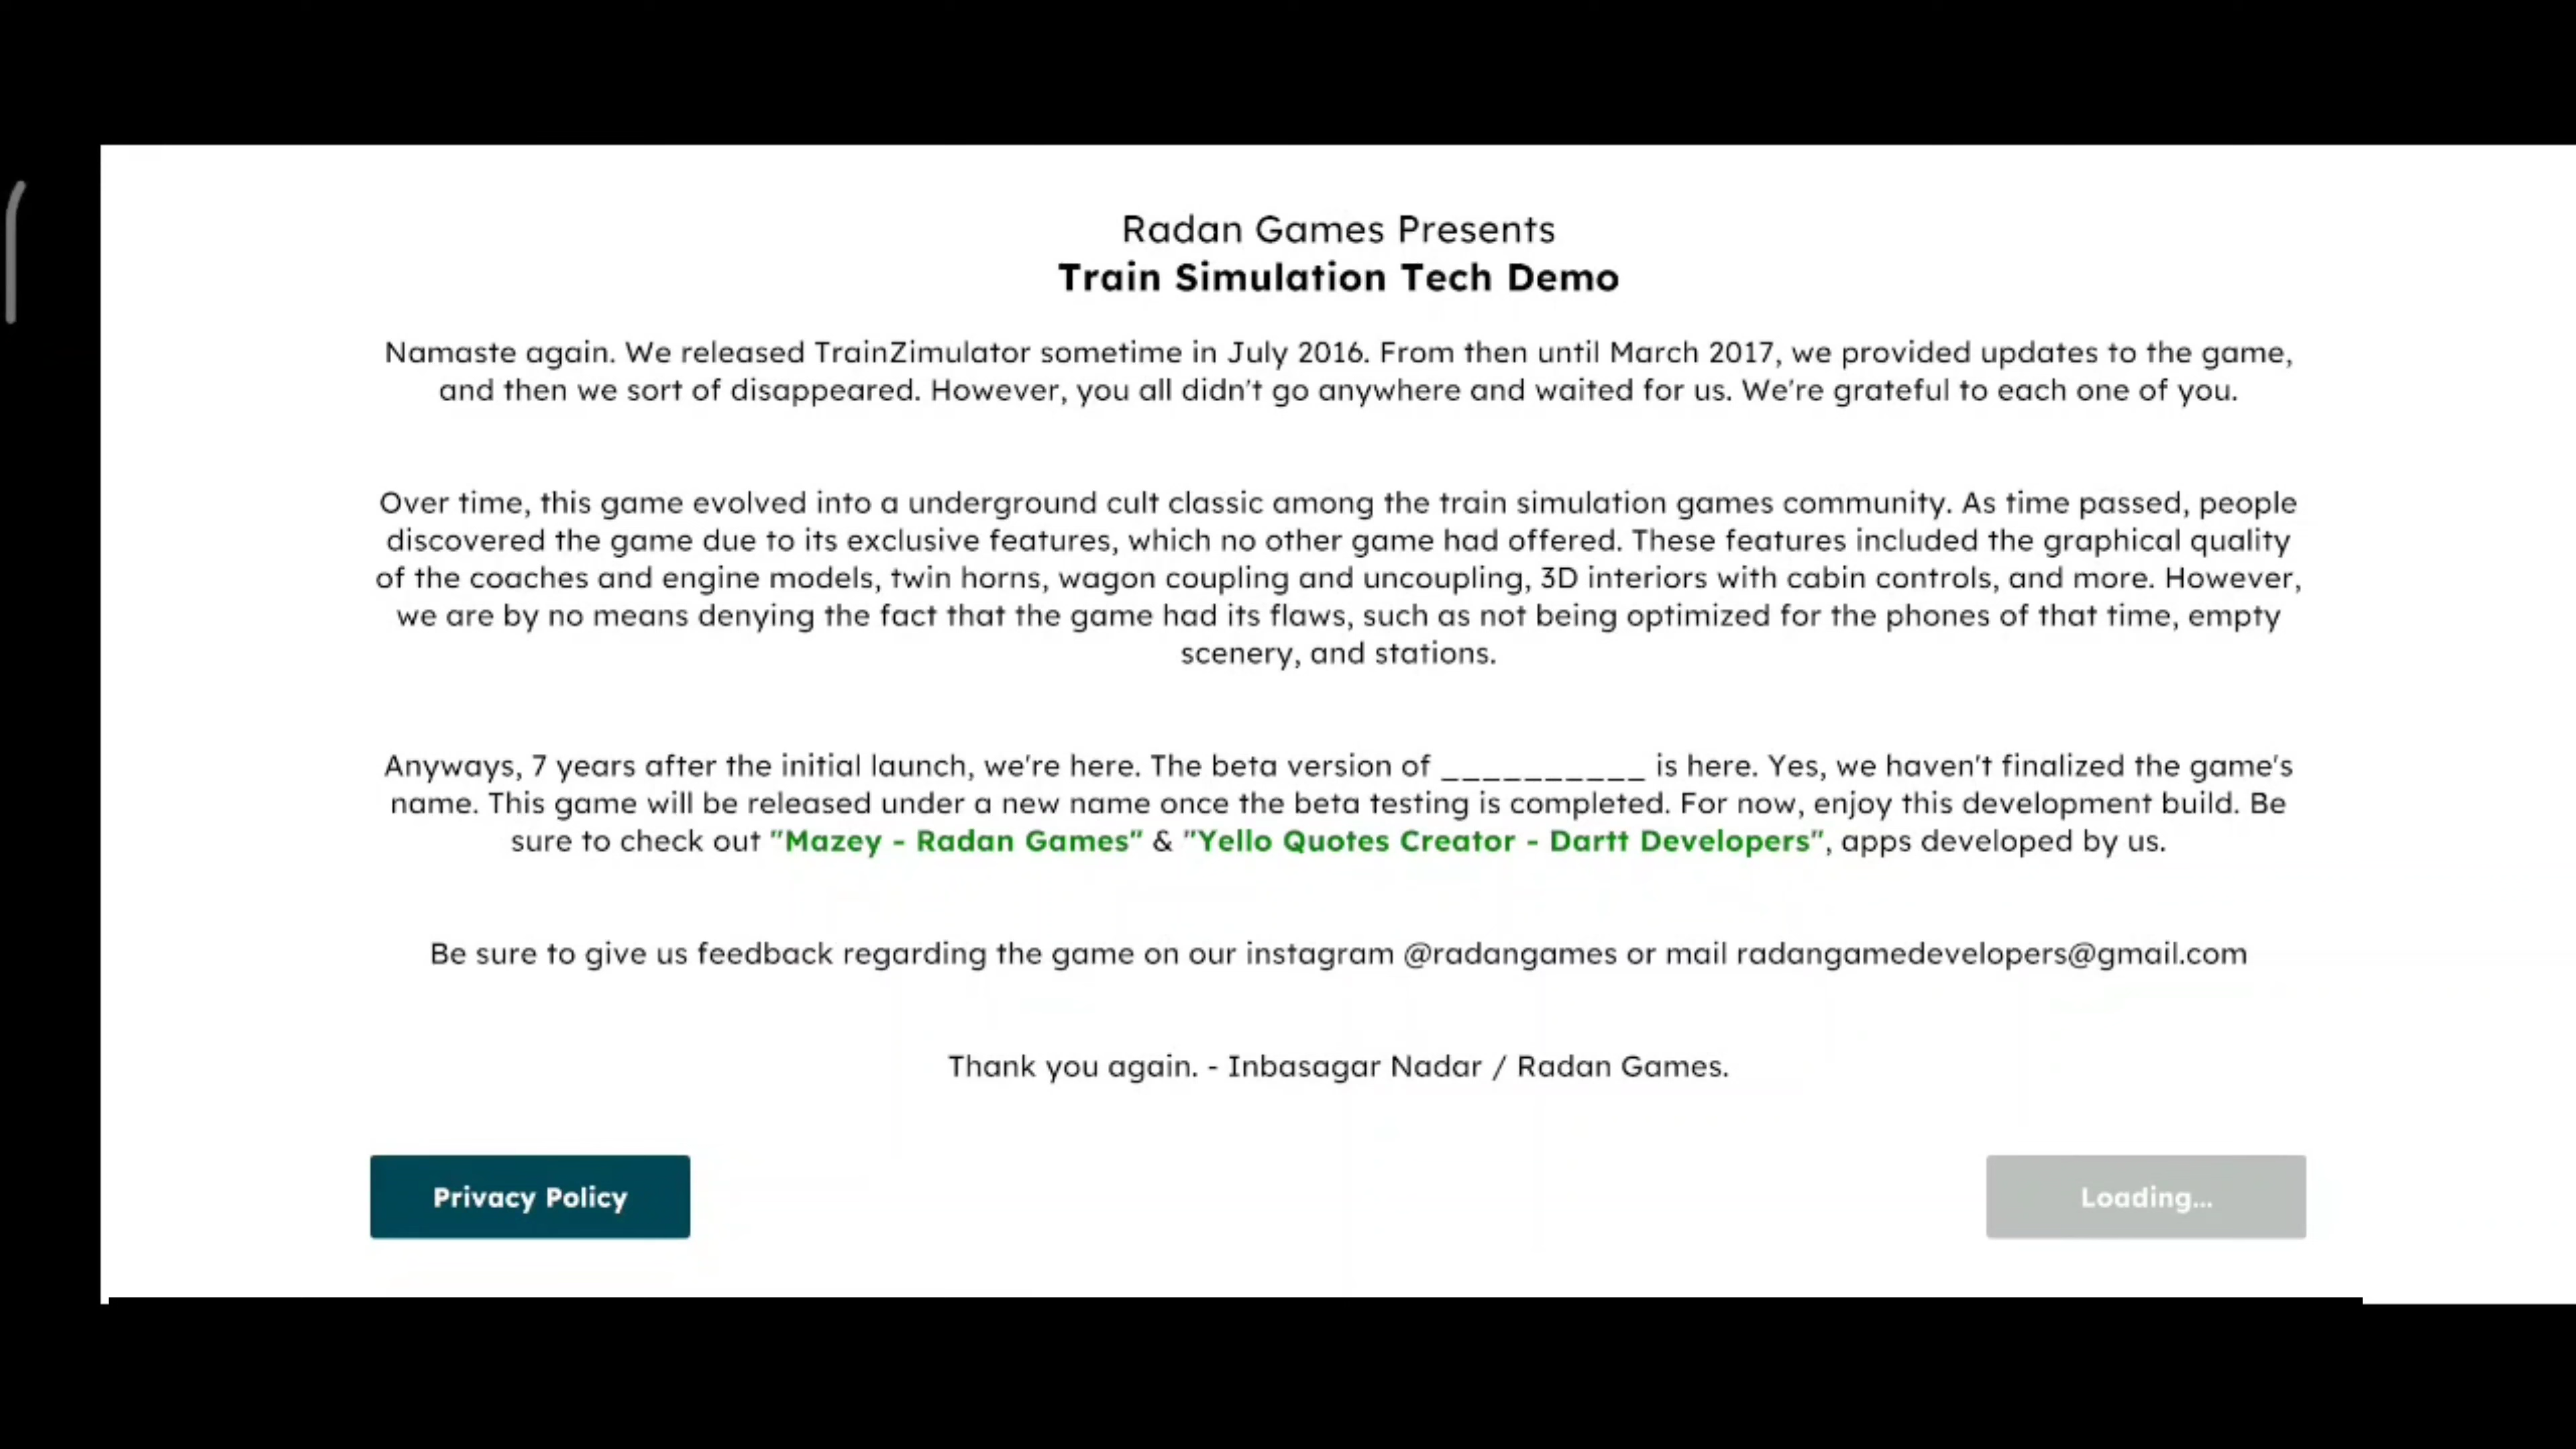 Radan Games Presents
Train Simulation Tech Demo
Namaste again. We released TrainZimulator sometime in July 2016. From then until March 2017, we provided updates to the game,
and then we sort of disappeared. However, you all didn't go anywhere and waited for us. We're grateful to each one of you.
Over time, this game evolved into a underground cult classic among the train simulation games community. As time passed, people
discovered the game due to its exclusive features, which no other game had offered. These features included the graphical quality
of the coaches and engine models, twin horns, wagon coupling and uncoupling, 3D interiors with cabin controls, and more. However,
we are by no means denying the fact that the game had its flaws, such as not being optimized for the phones of that time, empty
scenery, and stations.
Anyways, 7 years after the initial launch, we're here. The beta version of __________ is here. Yes, we haven't finalized the game's
name. This game will be released under a new name once the beta testing is completed. For now, enjoy this development build. Be
sure to check out "Mazey - Radan Games" & "Yello Quotes Creator - Dartt Developers", apps developed by us.
Be sure to give us feedback regarding the game on our instagram @radangames or mail radangamedevelopers@gmail.com
Thank you again. - Inbasagar Nadar / Radan Games.
Privacy Policy
Loading...